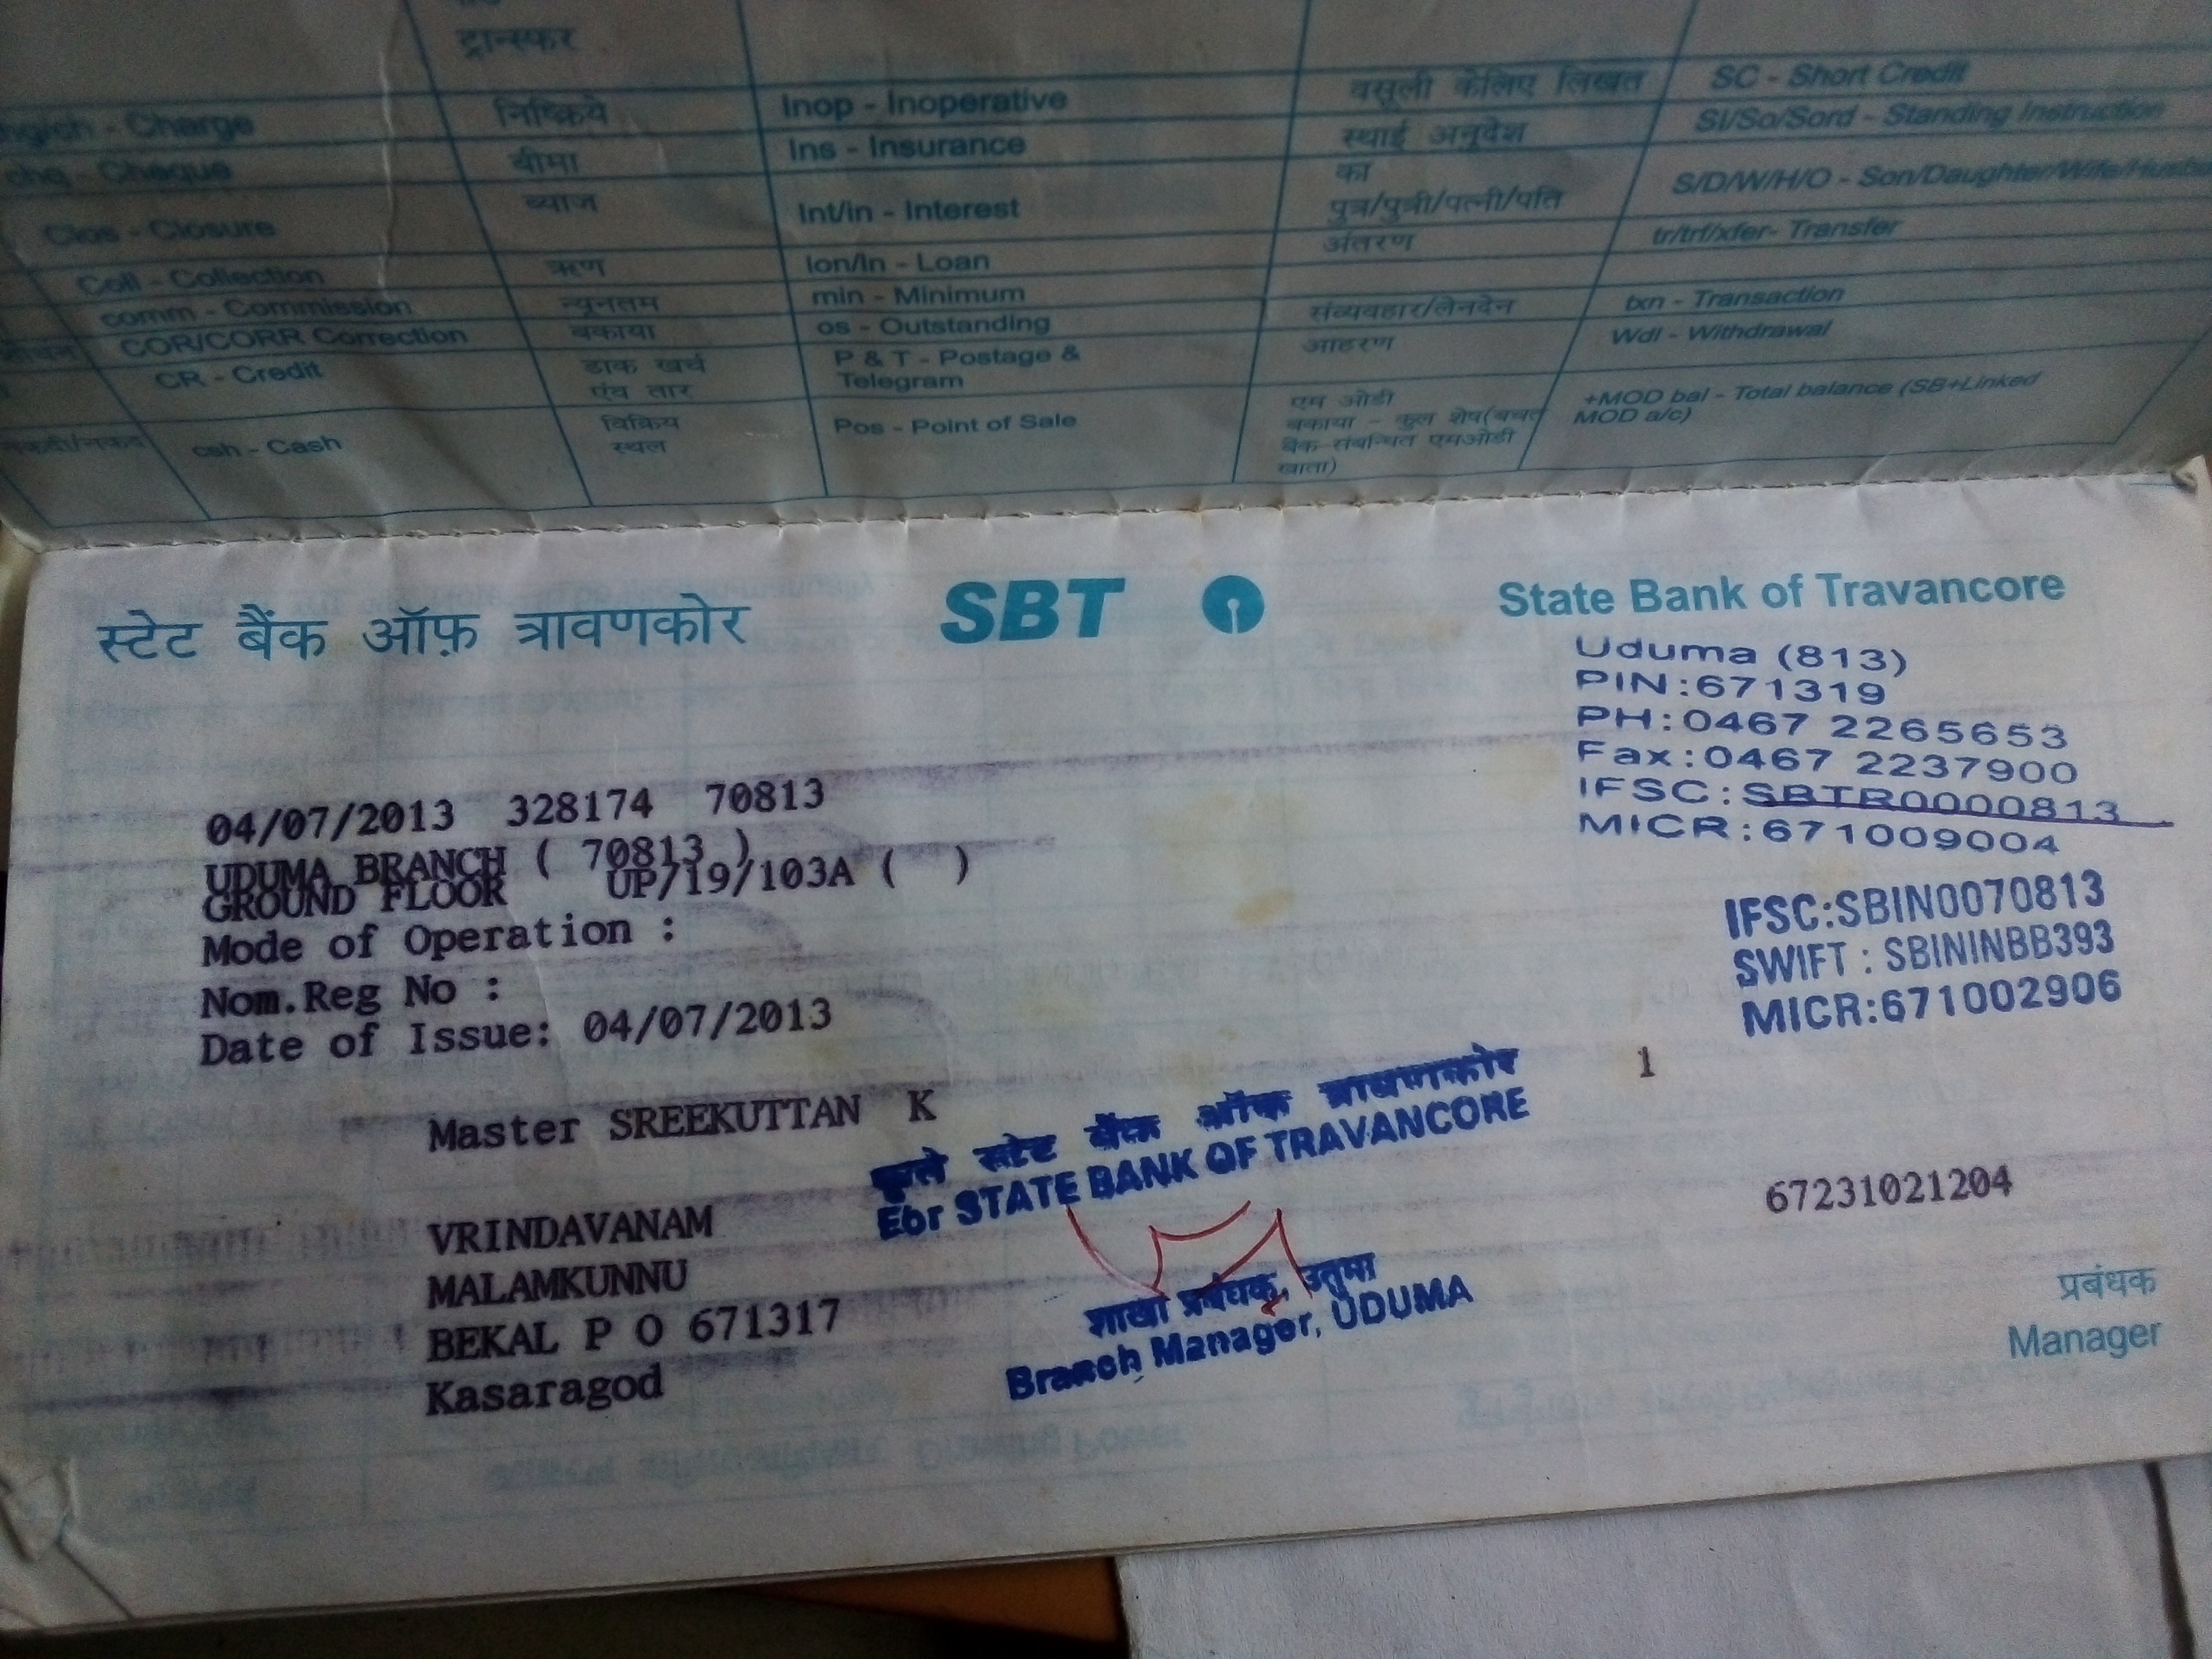 ट्रान्स्फर
Charge
निष्क्रिये
Inop - Inoperative
वसूली केलिए लिखत
SC - Short Credit
chq - Cheque
बीमा
Ins - Insurance
स्थाई अनुदेश
SI/So/Sord - Standing Instruction
Clos - Closure
ब्याज
Int/in - Interest
का
पुत्र/पुत्री/पत्नी/पति
S/D/W/H/O - Son/Daughter/Wife/
अंतरण
tr/trf/xfer- Transfer
Coll - Collection
ऋण
lon/ln - Loan
comm - Commission
न्यूनतम
min - Minimum
संव्यवहार/लेनदेन
txn - Transaction
COR/CORR Correction
बकाया
os - Outstanding
आहरण
Wdl - Withdrawal
CR - Credit
डाक खर्च
एंव तार
P & T - Postage &
Telegram
एम ओडी
बकाया - कुल शेष(बचत
बैंक-संबन्धित एमओडी
खाता)
+MOD bal - Total balance (SB+Linked
MOD a/c)
नकदी/नकद
csh - Cash
विक्रिय
स्थल
Pos - Point of Sale
स्टेट बैंक ऑफ़ त्रावणकोर
SBT
State Bank of Travancore
Uduma (813)
PIN:671319
PH:0467 2265653
Fax:0467 2237900
IFSC:SBTR0000813
MICR:671009004
04/07/2013 328174 70813
UDUMA BRANCH ( 70813 )
GROUND FLOOR UP/19/103A ( )
Mode of Operation :
Nom.Reg No :
Date of Issue: 04/07/2013
IFSC:SBIN0070813
SWIFT : SBININBB393
MICR:671002906
1
Master SREEKUTTAN K
कृते स्टेट बैंक ऑफ त्रावणकोर
For STATE BANK OF TRAVANCORE
67231021204
VRINDAVANAM
MALAMKUNNU
BEKAL P O 671317
Kasaragod
शाखा प्रबंधक, उदुमा
Branch Manager, UDUMA
प्रबंधक
Manager